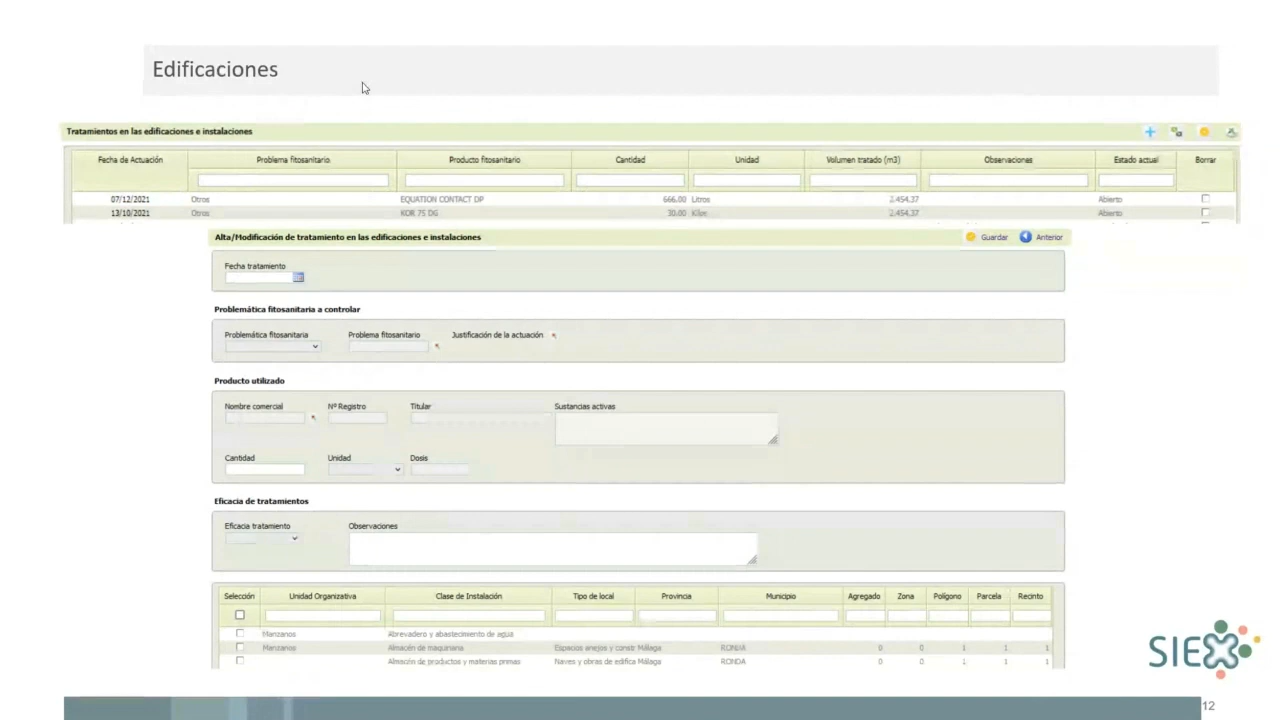 Edificaciones
Tratamientos en las edificaciones e instalaciones
Fecha de Actuación Problema fitosanitario Producto fitosanitario Cantidad Unidad Volumen tratado (m3) Observaciones Estado actual Borrar
07/12/2021 Otros EQUATION CONTACT DP 666.00 Litros 2.454.37 Abierto
13/10/2021 Otros KOR 75 DG 30.00 Kilos 2.454.37 Abierto
Alta/Modificación de tratamiento en las edificaciones e instalaciones Guardar Anterior
Fecha tratamiento
Problemática fitosanitaria a controlar
Problemática fitosanitaria Problema fitosanitario Justificación de la actuación
Producto utilizado
Nombre comercial Nº Registro Titular Sustancias activas
Cantidad Unidad Dosis
Eficacia de tratamientos
Eficacia tratamiento Observaciones
Selección Unidad Organizativa Clase de Instalación Tipo de local Provincia Municipio Agregado Zona Polígono Parcela Recinto
Manzanos Abrevadero y abastecimiento de agua
Manzanos Almacén de maquinaria Espacios anejos y constr Málaga RONDA 0 0 1 1 1
Almacén de productos y materias primas Naves y obras de edifica Málaga RONDA 0 0 1 1 1
SIEX
12